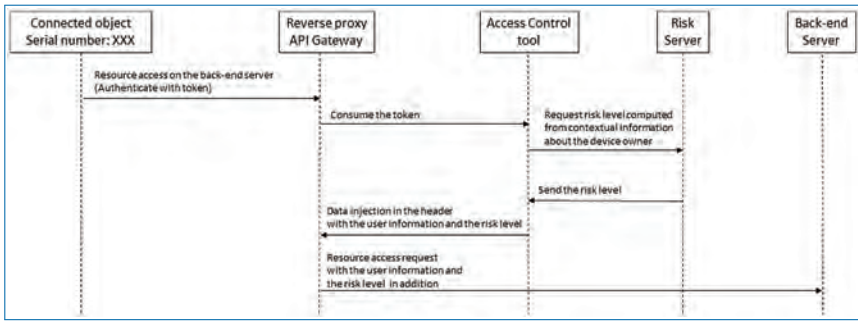 Connected object
Serial number: XXX
Reverse proxy
API Gateway
Access Control
tool
Risk
Server
Back-end
Server
Resource access on the back-end server
(Authenticate with token)
Consume the token
Request risk level computed
from contextual information
about the device owner
Send the risk level
Data injection in the header
with the user information and the risk level
Resource access request
with the user information and
the risk level in addition